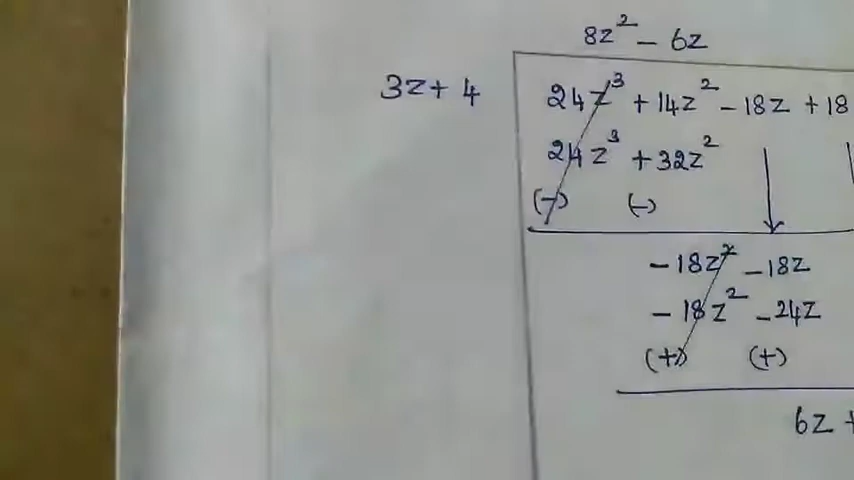 8z² - 6z
3z + 4
24z³ + 14z² - 18z + 18
24z³ + 32z²
(-) (-)
- 18z² - 18z
- 18z² - 24z
(+) (+)
6z +